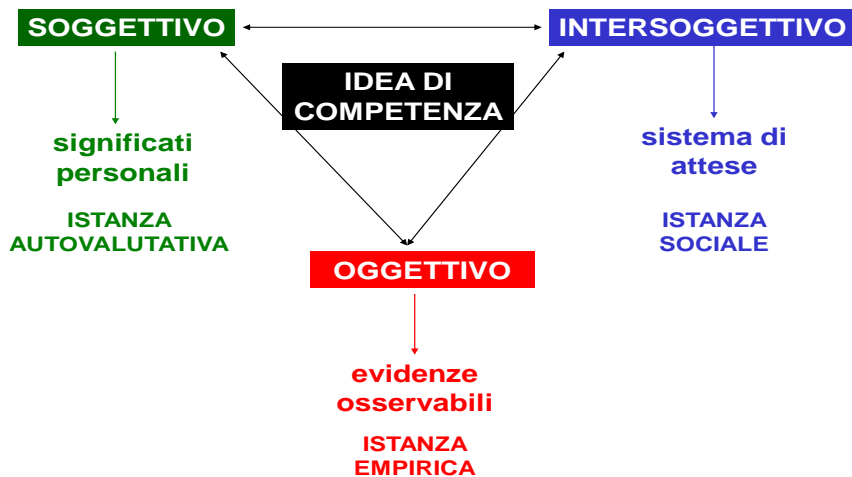 SOGGETTIVO
INTERSOGGETTIVO
IDEA DI
COMPETENZA
significati
personali
ISTANZA
AUTOVALUTATIVA
sistema di
attese
ISTANZA
SOCIALE
OGGETTIVO
evidenze
osservabili
ISTANZA
EMPIRICA